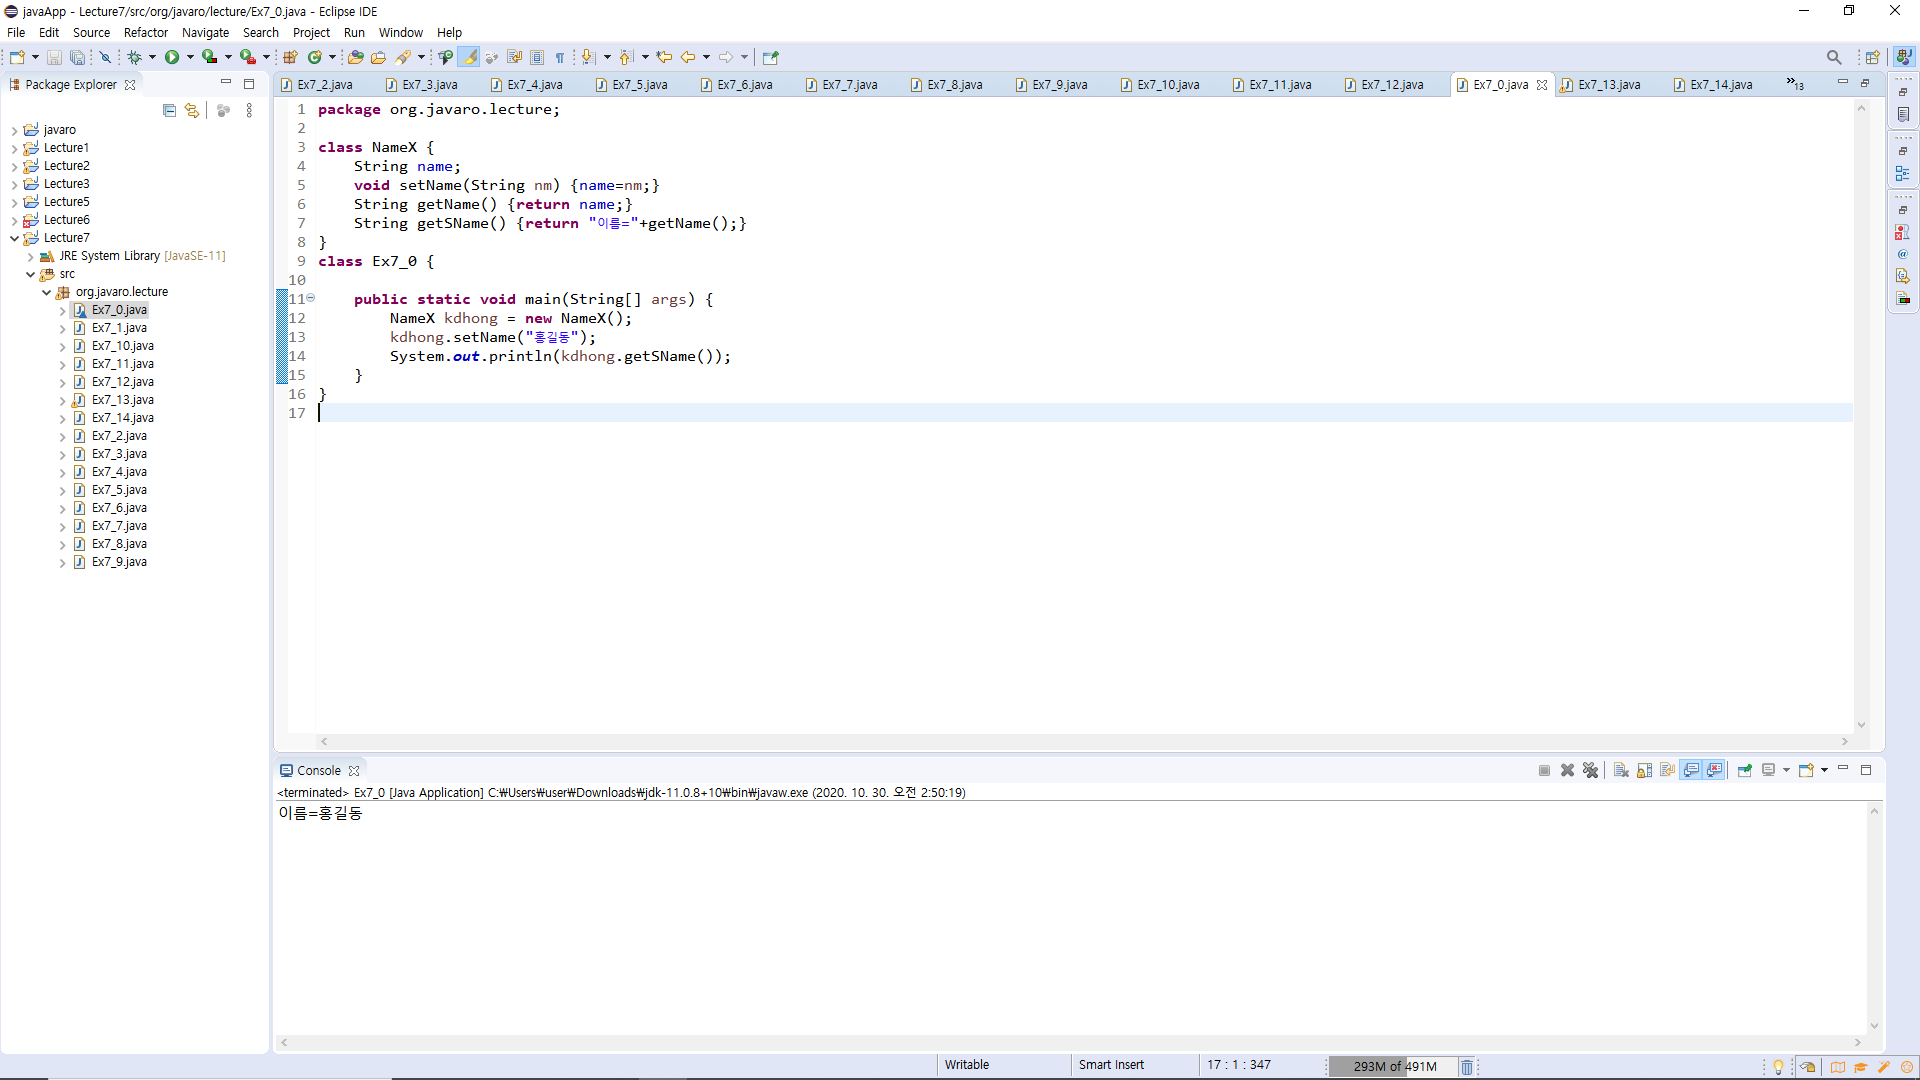 javaApp - Lecture7/src/org/javaro/lecture/Ex7_0.java - Eclipse IDE
File Edit Source Refactor Navigate Search Project Run Window Help
Package Explorer
javaro
Lecture1
Lecture2
Lecture3
Lecture5
Lecture6
Lecture7
JRE System Library [JavaSE-11]
src
org.javaro.lecture
Ex7_0.java
Ex7_1.java
Ex7_10.java
Ex7_11.java
Ex7_12.java
Ex7_13.java
Ex7_14.java
Ex7_2.java
Ex7_3.java
Ex7_4.java
Ex7_5.java
Ex7_6.java
Ex7_7.java
Ex7_8.java
Ex7_9.java
Ex7_2.java Ex7_3.java Ex7_4.java Ex7_5.java Ex7_6.java Ex7_7.java Ex7_8.java Ex7_9.java Ex7_10.java Ex7_11.java Ex7_12.java Ex7_0.java Ex7_13.java Ex7_14.java »13
1 package org.javaro.lecture;
2
3 class NameX {
4     String name;
5     void setName(String nm) {name=nm;}
6     String getName() {return name;}
7     String getSName() {return "이름="+getName();}
8 }
9 class Ex7_0 {
10
11     public static void main(String[] args) {
12         NameX kdhong = new NameX();
13         kdhong.setName("홍길동");
14         System.out.println(kdhong.getSName());
15     }
16 }
17
Console
<terminated> Ex7_0 [Java Application] C:₩Users₩user₩Downloads₩jdk-11.0.8+10₩bin₩javaw.exe (2020. 10. 30. 오전 2:50:19)
이름=홍길동
Writable Smart Insert 17 : 1 : 347 293M of 491M